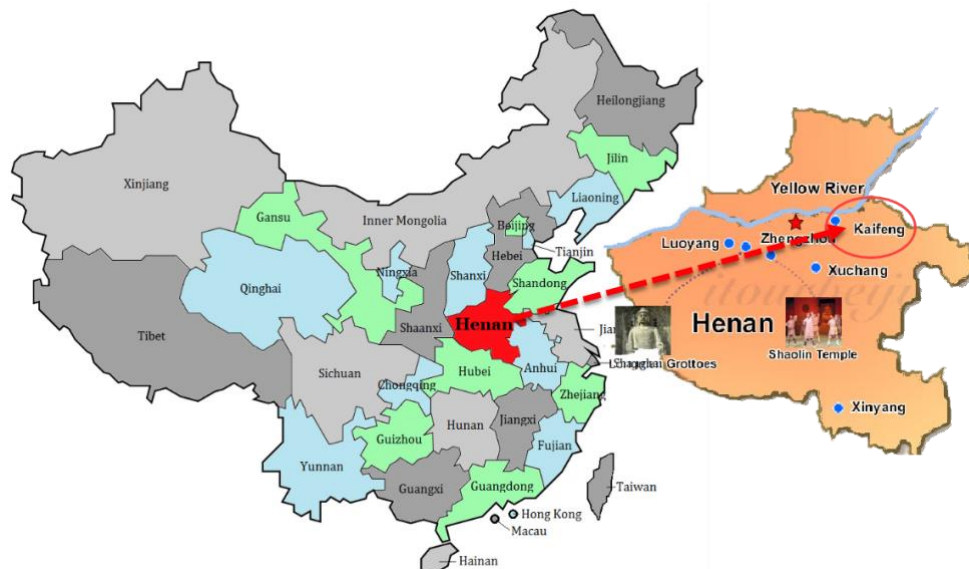 Heilongjiang
Jilin
Liaoning
Xinjiang
Inner Mongolia
Gansu
Beijing
Tianjin
Hebei
Ningxia
Shanxi
Shandong
Qinghai
Shaanxi
Henan
Tibet
Sichuan
Chongqing
Hubei
Anhui
Zhejiang
Hunan
Jiangxi
Guizhou
Fujian
Yunnan
Guangxi
Guangdong
Taiwan
Hong Kong
Macau
Hainan
Yellow River
Kaifeng
Luoyang
Zhengzhou
Xuchang
Henan
Shaolin Temple
Grottoes
Xinyang